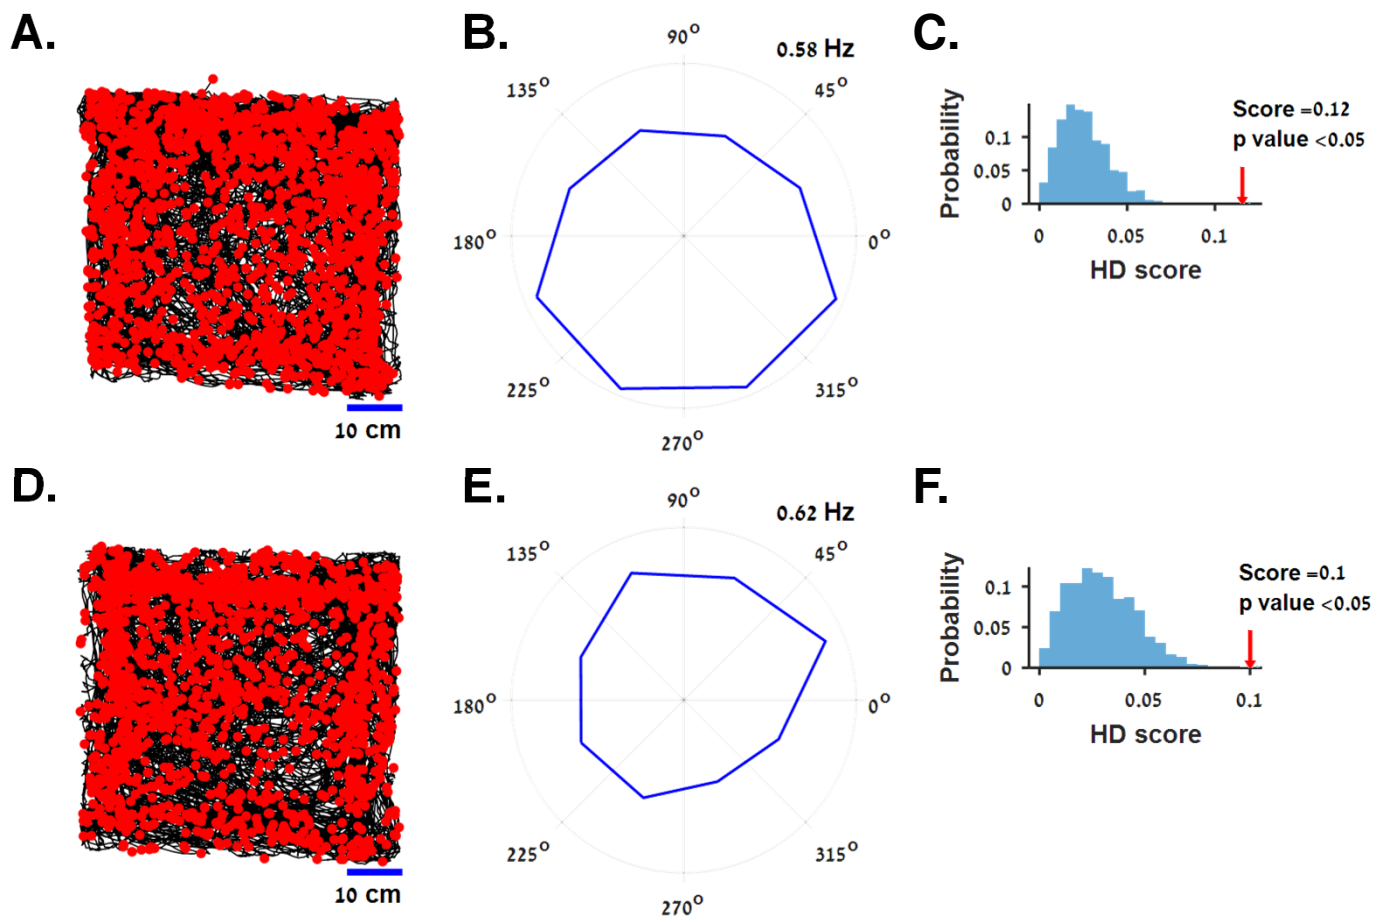 A.
10 cm
B.
0.58 Hz
90°
135°
45°
180°
0°
225°
315°
270°
C.
Probability
0.1
0.05
0
Score =0.12
p value <0.05
0 0.05 0.1
HD score
D.
10 cm
E.
0.62 Hz
90°
135°
45°
180°
0°
225°
315°
270°
F.
Probability
0.1
0.05
0
Score =0.1
p value <0.05
0 0.05 0.1
HD score